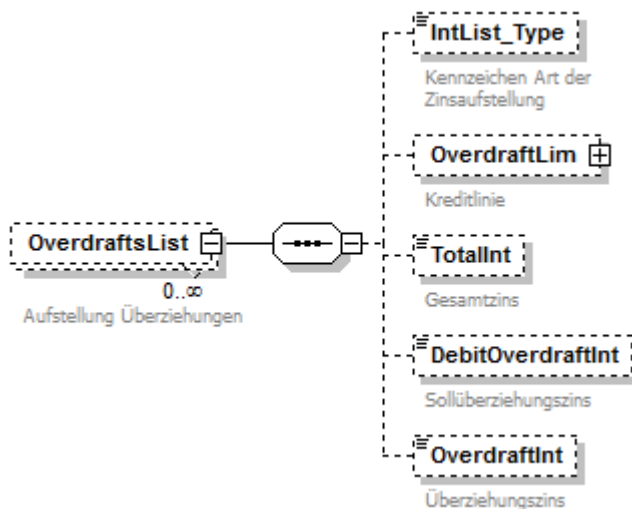 IntList_Type
Kennzeichen Art der
Zinsaufstellung
OverdraftLim
Kreditlinie
OverdraftsList
0..∞
Aufstellung Überziehungen
TotalInt
Gesamtzins
DebitOverdraftInt
Sollüberziehungszins
OverdraftInt
Überziehungszins